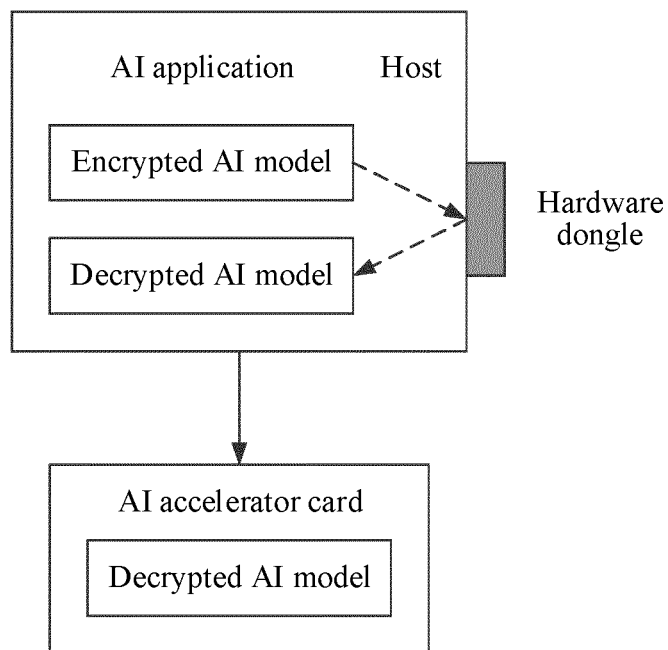 AI application Host
Encrypted AI model
Decrypted AI model
Hardware
dongle
AI accelerator card
Decrypted AI model